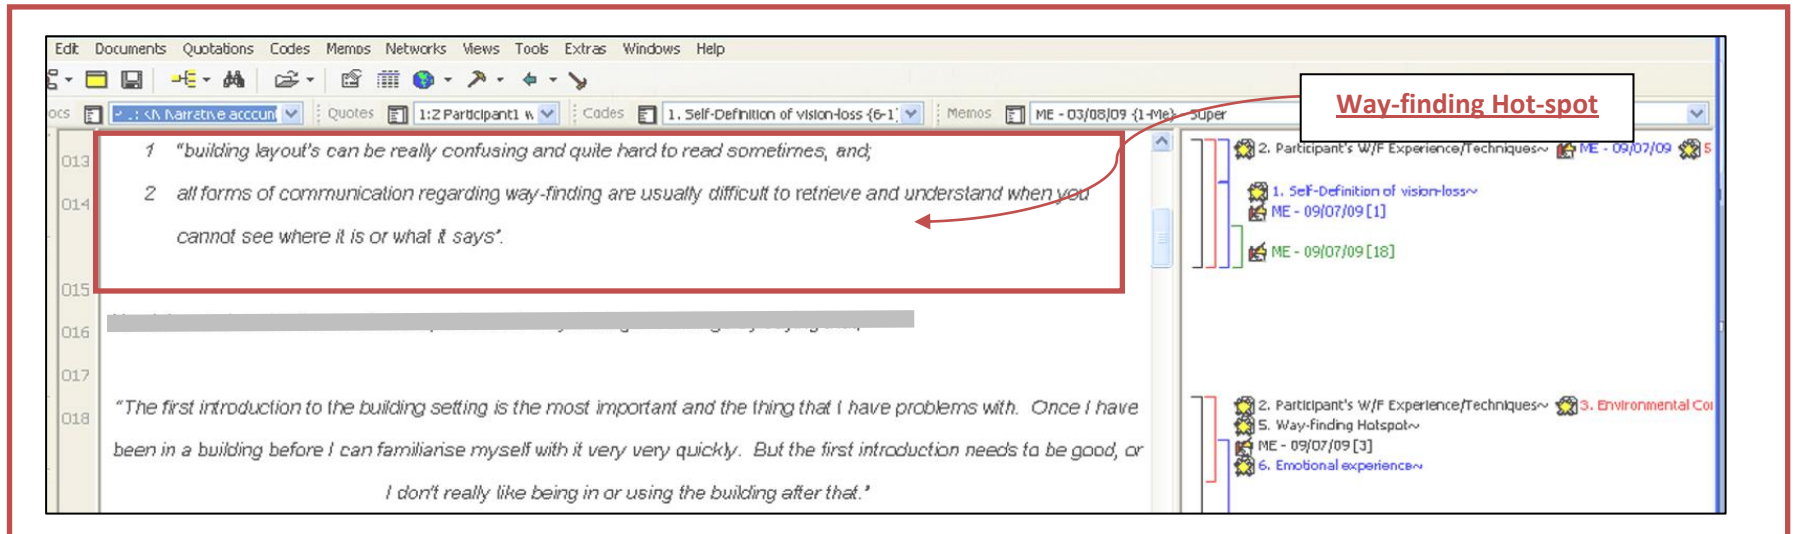 Edit Documents Quotations Codes Memos Networks Views Tools Extras Windows Help
Way-finding Hot-spot
ocs Narrative accoun Quotes 1:2 Participant1 w Codes 1. Self-Definition of vision-loss {6-1} Memos ME - 03/08/09 {1-Me} - Super
013 1 "building layout's can be really confusing and quite hard to read sometimes, and;
014 2 all forms of communication regarding way-finding are usually difficult to retrieve and understand when you
cannot see where it is or what it says".
015
016
017
018 "The first introduction to the building setting is the most important and the thing that I have problems with. Once I have
been in a building before I can familiarise myself with it very very quickly. But the first introduction needs to be good, or
I don't really like being in or using the building after that."
2. Participant's W/F Experience/Techniques~ ME - 09/07/09 5
1. Self-Definition of vision-loss~
ME - 09/07/09 [1]
ME - 09/07/09 [18]
2. Participant's W/F Experience/Techniques~ 3. Environmental Co
5. Way-finding Hotspot~
ME - 09/07/09 [3]
6. Emotional experience~